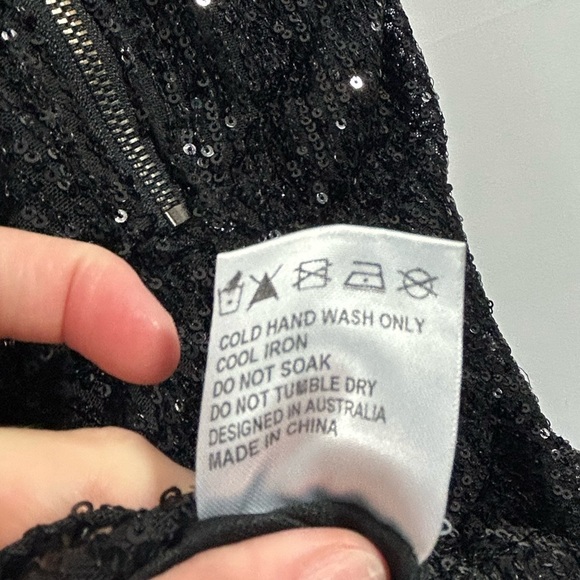 COLD HAND WASH ONLY
COOL IRON
DO NOT SOAK
DO NOT TUMBLE DRY
DESIGNED IN AUSTRALIA
MADE IN CHINA